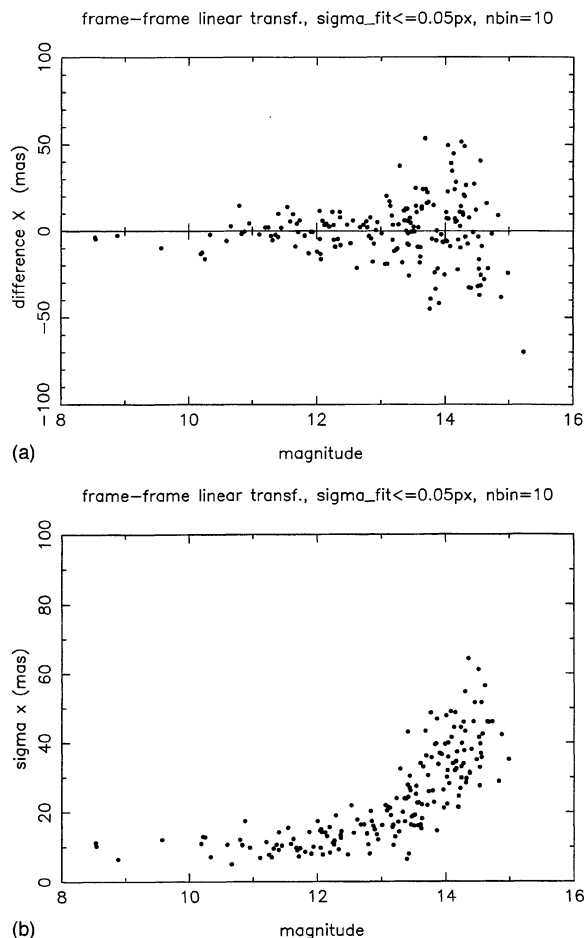 frame-frame linear transf., sigma_fit<=0.05px, nbin=10
difference X (mas)
100
50
0
-50
-100
8 10 12 14 16
(a) magnitude
frame-frame linear transf., sigma_fit<=0.05px, nbin=10
sigma x (mas)
100
80
60
40
20
0
8 10 12 14 16
(b) magnitude